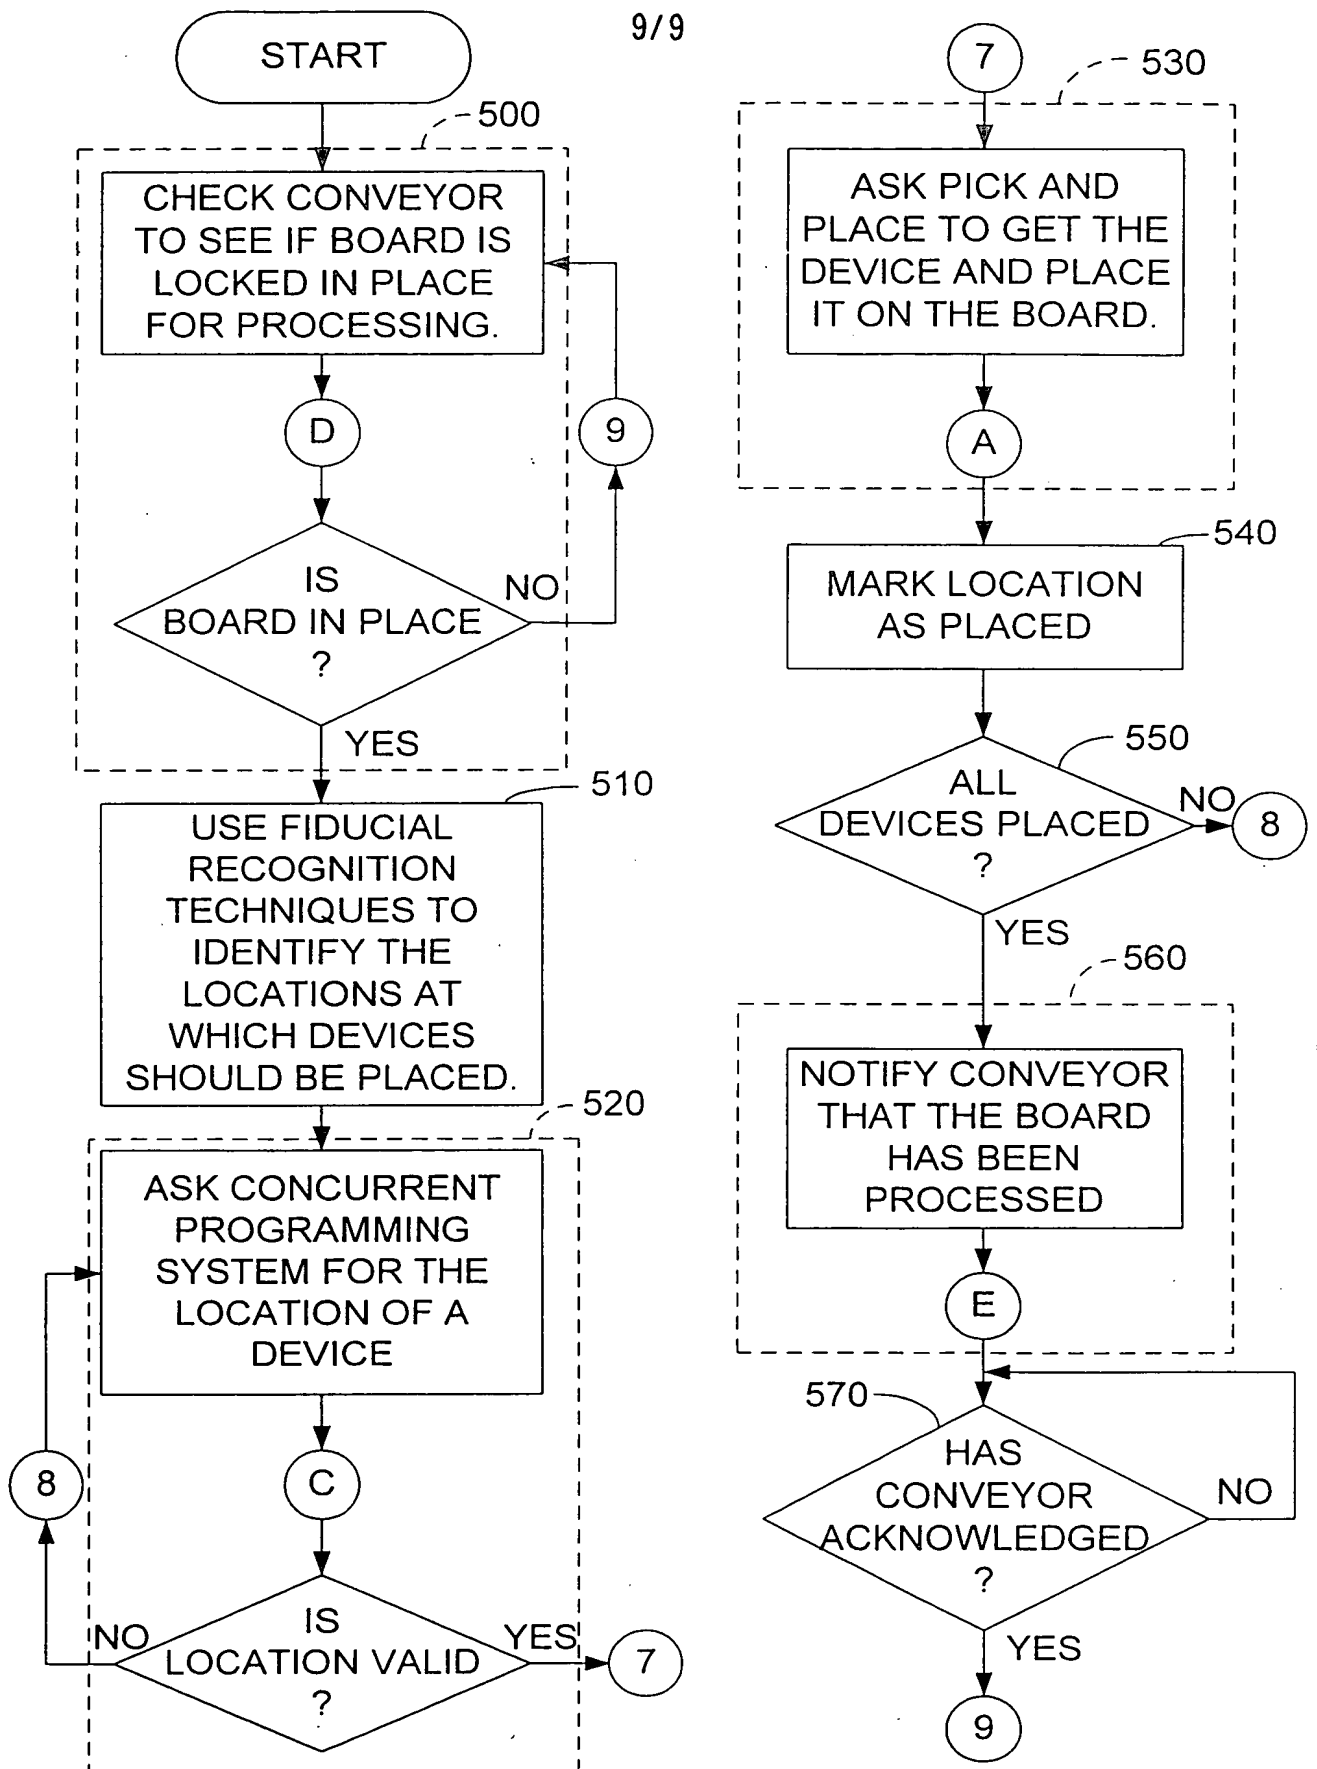 9/9
START
500
CHECK CONVEYOR
TO SEE IF BOARD IS
LOCKED IN PLACE
FOR PROCESSING.
D
9
IS
BOARD IN PLACE
?
NO
YES
510
USE FIDUCIAL
RECOGNITION
TECHNIQUES TO
IDENTIFY THE
LOCATIONS AT
WHICH DEVICES
SHOULD BE PLACED.
520
ASK CONCURRENT
PROGRAMMING
SYSTEM FOR THE
LOCATION OF A
DEVICE
8
C
IS
LOCATION VALID
?
NO
YES
7
7
530
ASK PICK AND
PLACE TO GET THE
DEVICE AND PLACE
IT ON THE BOARD.
A
540
MARK LOCATION
AS PLACED
550
ALL
DEVICES PLACED
?
NO
8
YES
560
NOTIFY CONVEYOR
THAT THE BOARD
HAS BEEN
PROCESSED
E
570
HAS
CONVEYOR
ACKNOWLEDGED
?
NO
YES
9